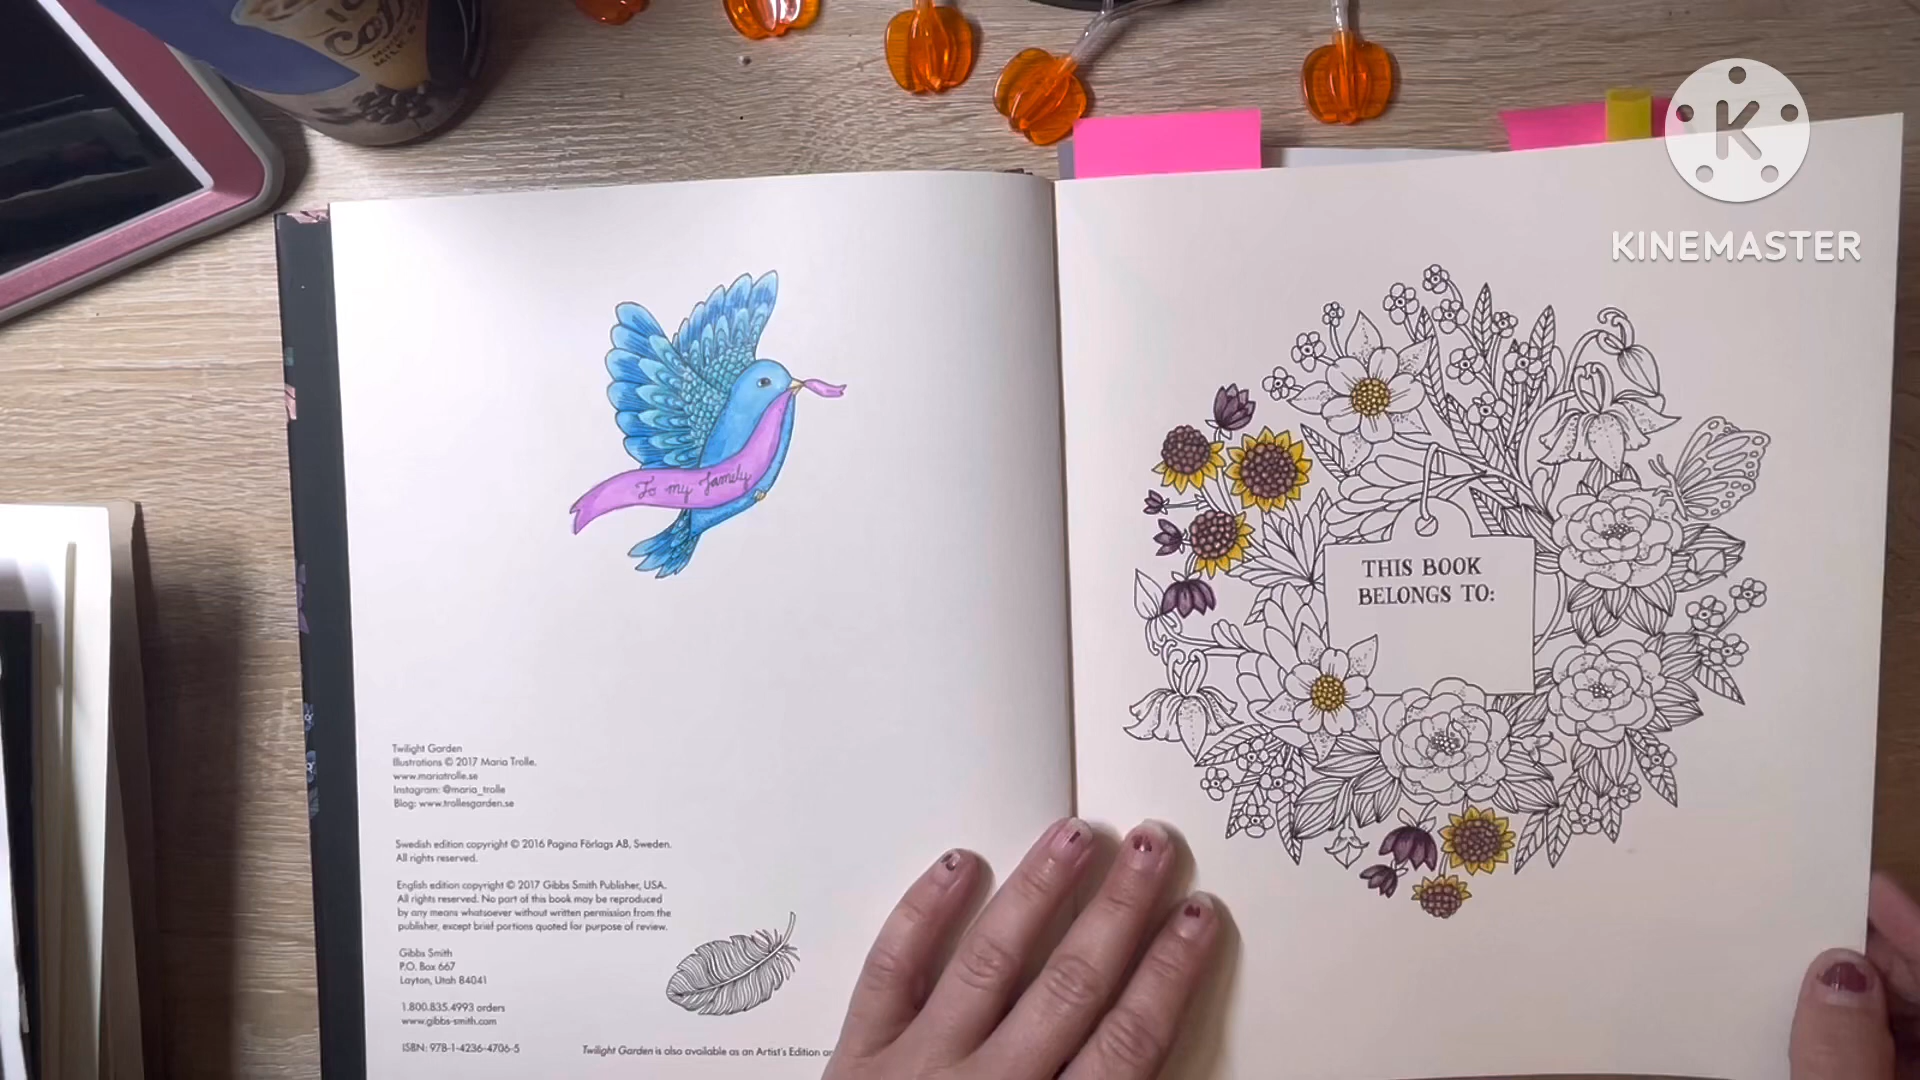 Coffee
MILK
K
KINEMASTER
To my family
THIS BOOK
BELONGS TO:
Twilight Garden
Illustrations © 2017 Maria Trolle.
www.mariatrolle.se
Instagram: @maria_trolle
Blog: www.trollesgarden.se
Swedish edition copyright © 2016 Pagina Förlags AB, Sweden.
All rights reserved.
English edition copyright © 2017 Gibbs Smith Publisher, USA.
All rights reserved. No part of this book may be reproduced
by any means whatsoever without written permission from the
publisher, except brief portions quoted for purpose of review.
Gibbs Smith
P.O. Box 667
Layton, Utah 84041
1.800.835.4993 orders
www.gibbs-smith.com
ISBN: 978-1-4236-4706-5
Twilight Garden is also available as an Artist's Edition